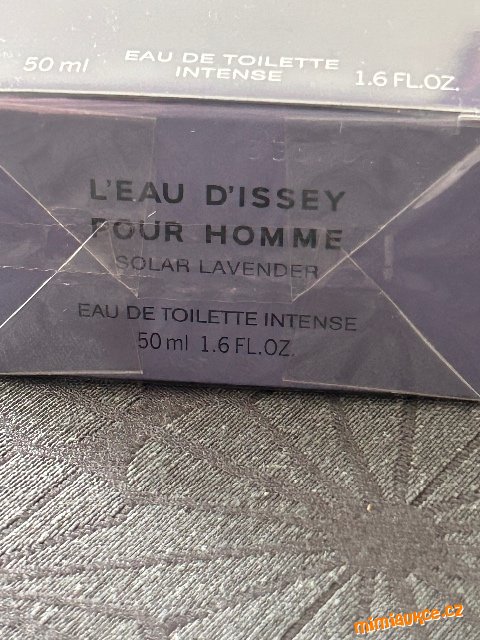 50 ml EAU DE TOILETTE 1.6 FL.OZ.
INTENSE
L'EAU D'ISSEY
POUR HOMME
SOLAR LAVENDER
EAU DE TOILETTE INTENSE
50 ml 1.6 FL.OZ.
mimibukce.cz